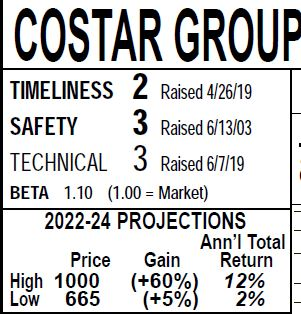 COSTAR GROUP
TIMELINESS 2 Raised 4/26/19
SAFETY 3 Raised 6/13/03
TECHNICAL 3 Raised 6/7/19
BETA 1.10 (1.00 = Market)
2022-24 PROJECTIONS
Ann'l Total
Price Gain Return
High 1000 (+60%) 12%
Low 665 (+5%) 2%